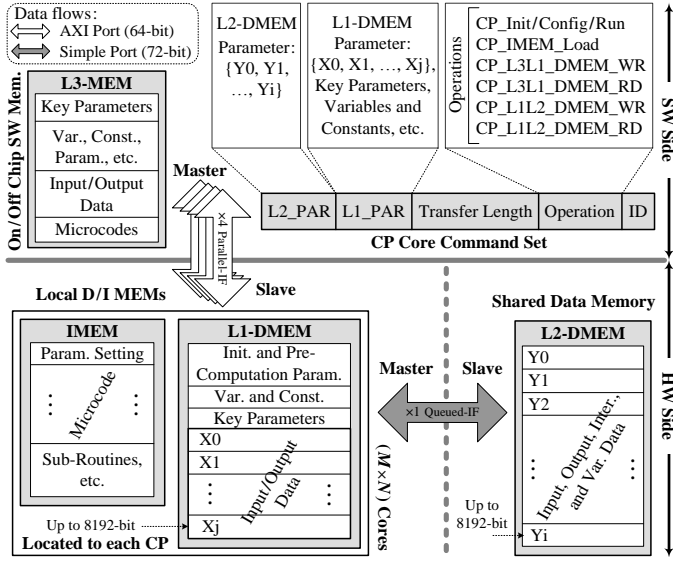 Data flows:
AXI Port (64-bit)
Simple Port (72-bit)
On/Off Chip SW Mem.
L3-MEM
Key Parameters
Var., Const.,
Param., etc.
Input/Output
Data
Microcodes
L2-DMEM
Parameter:
{Y0, Y1,
…, Yi}
L1-DMEM
Parameter:
{X0, X1, …, Xj},
Key Parameters,
Variables and
Constants, etc.
Operations
CP_Init/Config/Run
CP_IMEM_Load
CP_L3L1_DMEM_WR
CP_L3L1_DMEM_RD
CP_L1L2_DMEM_WR
CP_L1L2_DMEM_RD
SW Side
Master
×4 Parallel-IF
Slave
L2_PAR
L1_PAR
Transfer Length
Operation
ID
CP Core Command Set
Local D/I MEMs
IMEM
Param. Setting
Microcode
Sub-Routines,
etc.
L1-DMEM
Init. and Pre-
Computation Param.
Var. and Const.
Key Parameters
X0
X1
Input/Output
Data
Xj
Up to 8192-bit
Located to each CP
(M×N) Cores
Master
Slave
×1 Queued-IF
Shared Data Memory
L2-DMEM
Y0
Y1
Y2
Input, Output, Inter.,
and Var. Data
Yi
Up to
8192-bit
HW Side